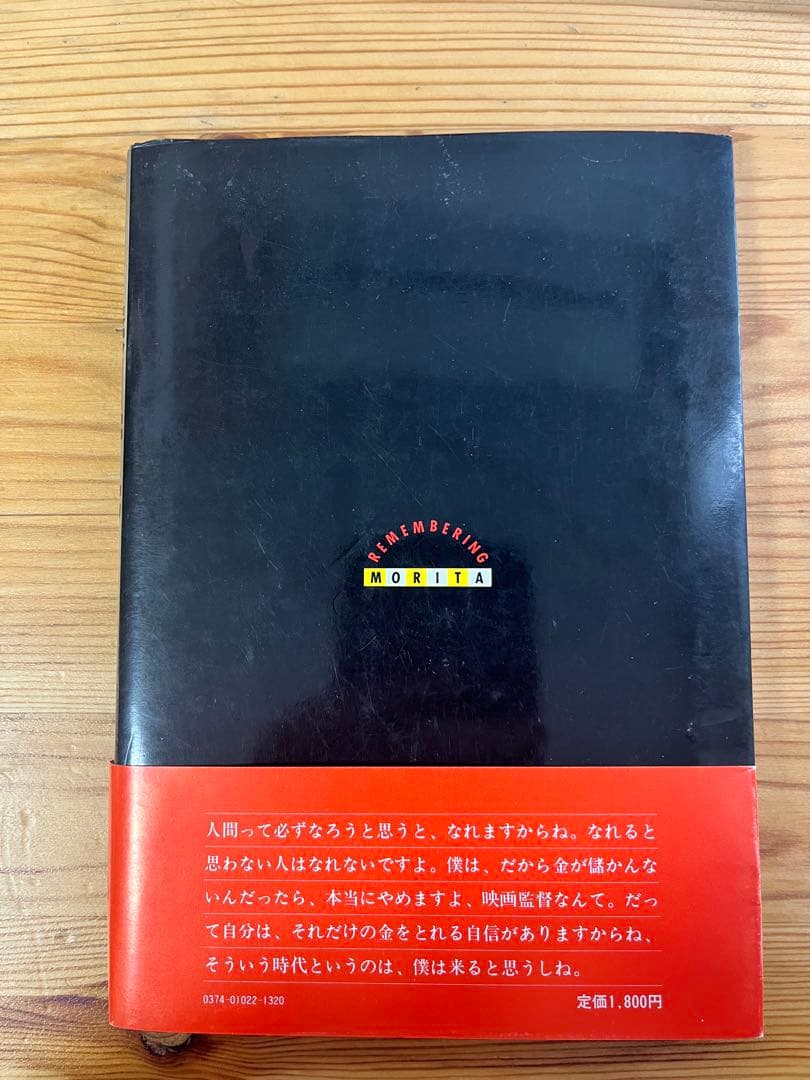 REMEMBERING
MORITA
人間って必ずなろうと思うと、なれますからね。なれると
思わない人はなれないですよ。僕は、だから金が儲かんな
いんだったら、本当にやめますよ、映画監督なんて。だっ
て自分は、それだけの金をとれる自信がありますからね、
そういう時代というのは、僕は来ると思うしね。
0374-01022-1320
定価1,800円